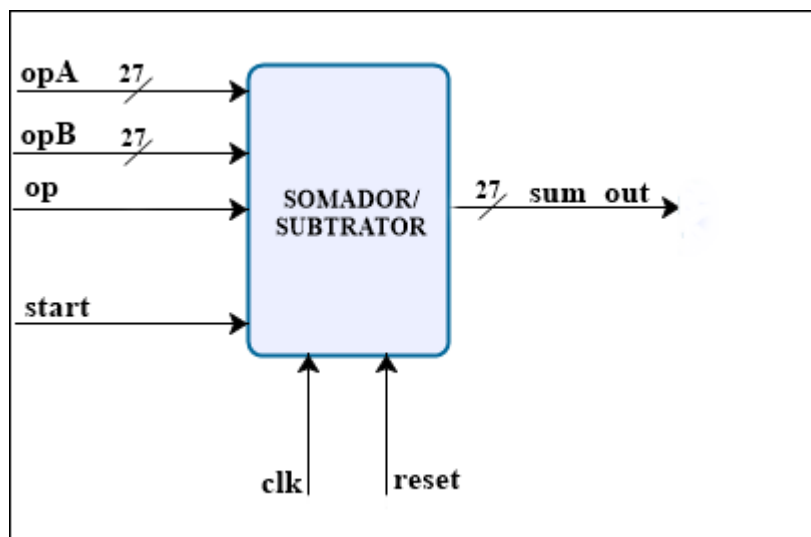 opA 27
opB 27
op
SOMADOR/
SUBTRATOR
27 sum out
start
clk reset